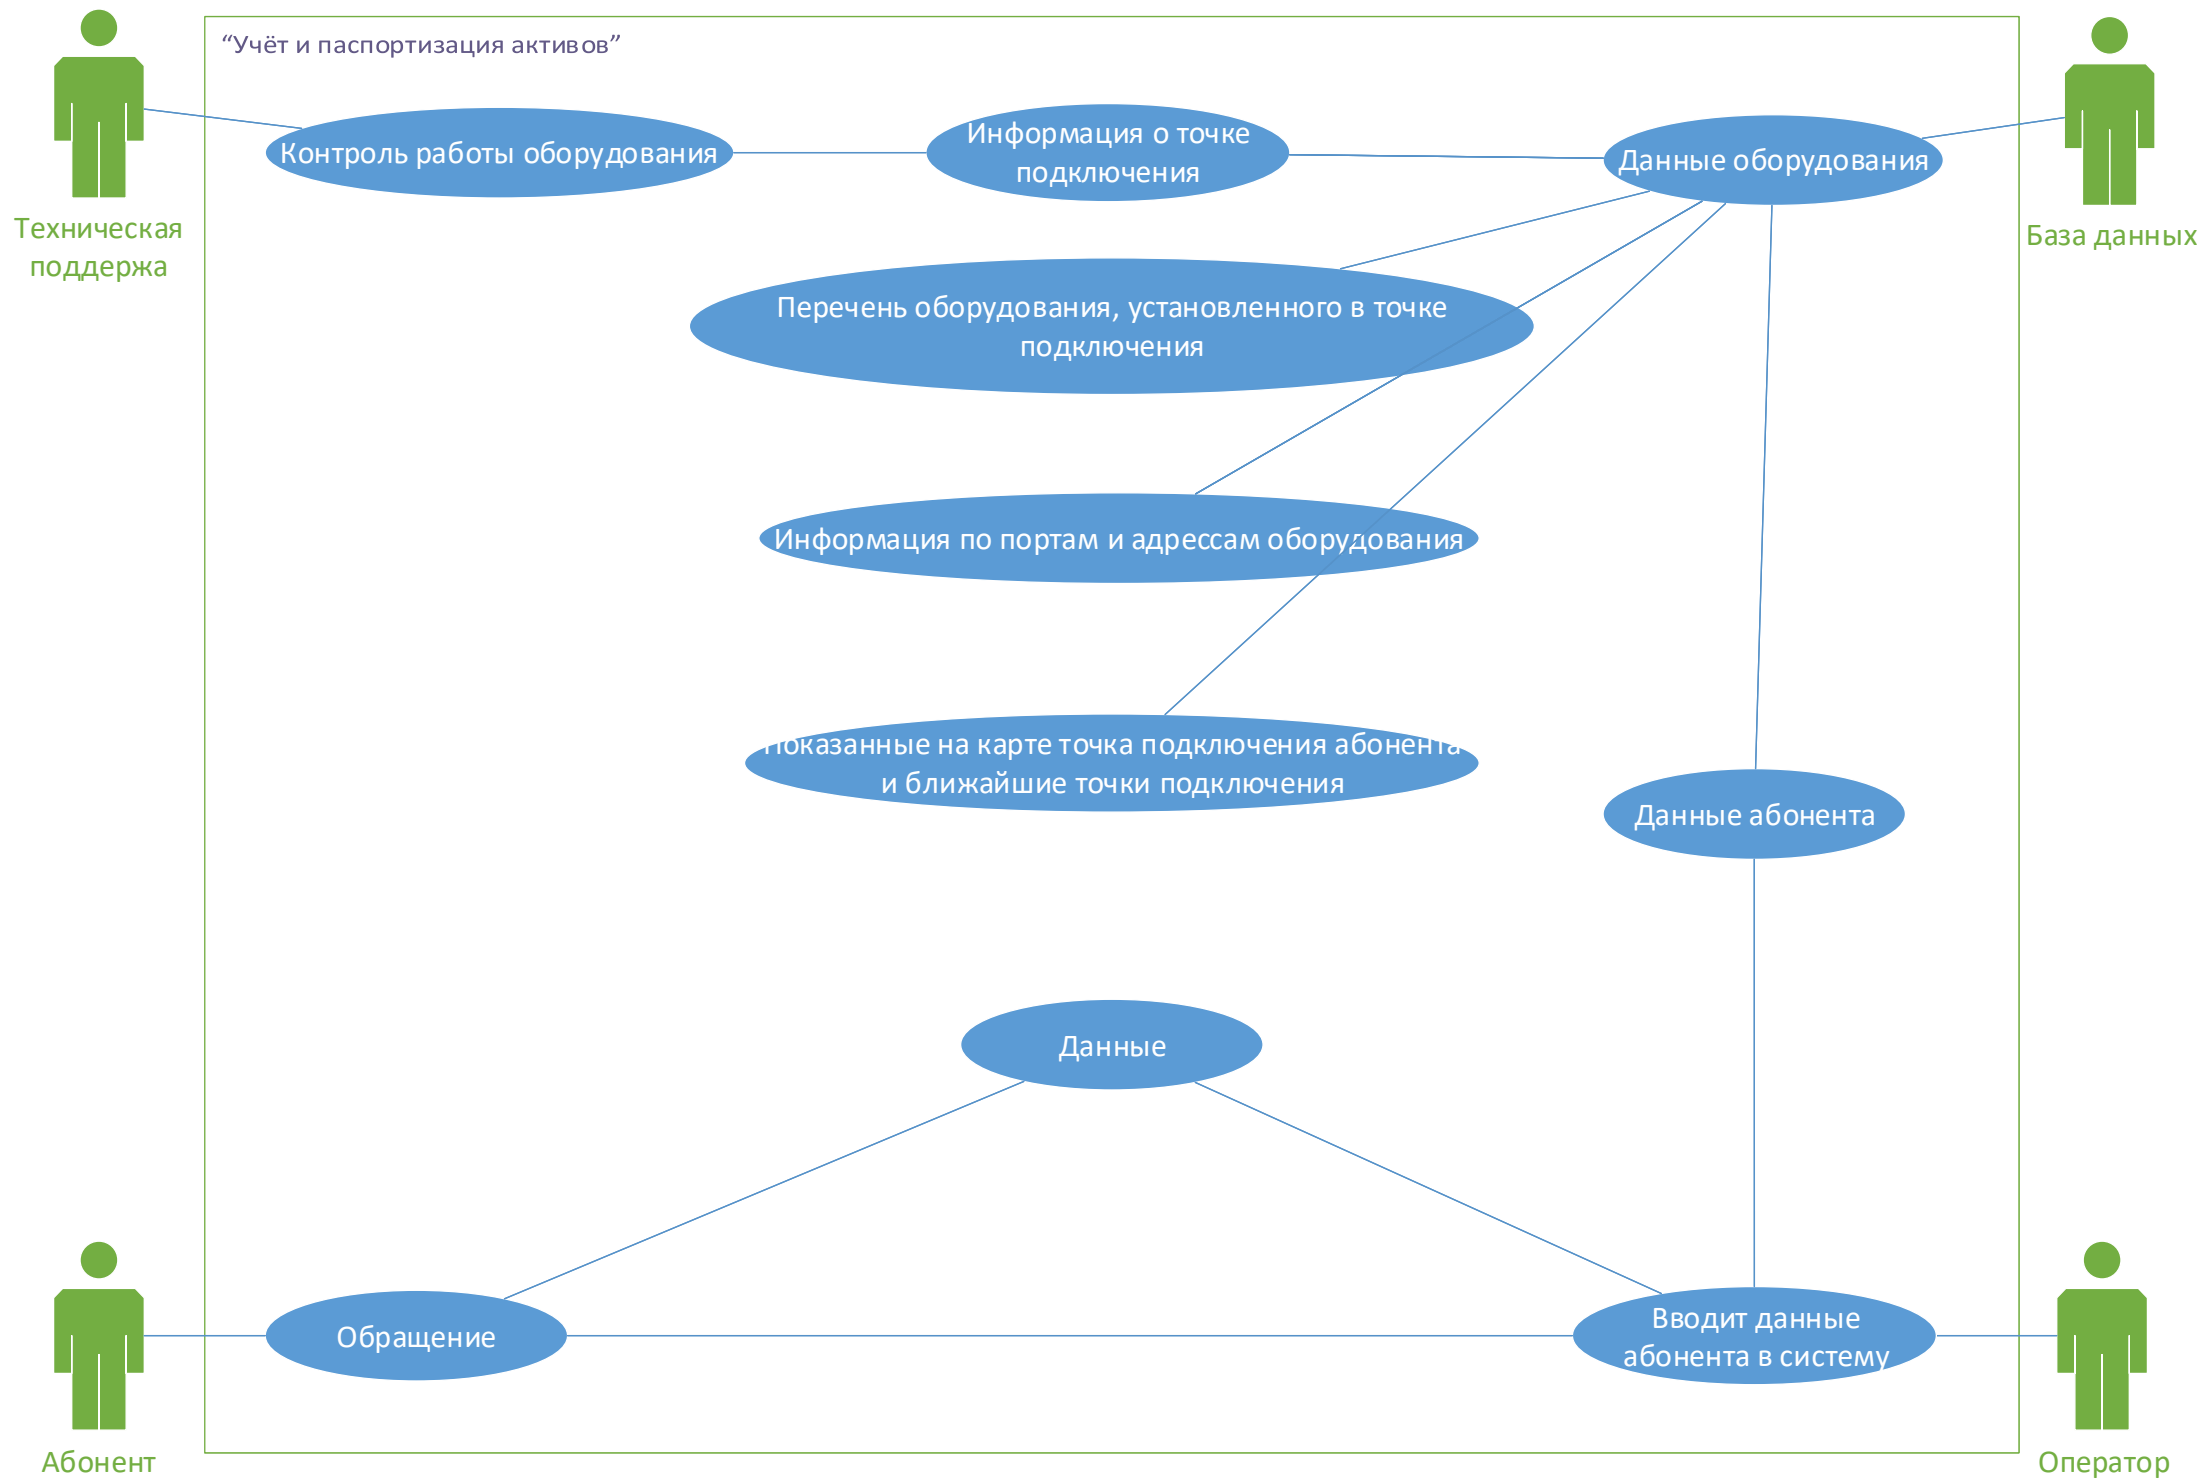 “Учёт и паспортизация активов”
Техническая
поддержа
База данных
Контроль работы оборудования
Информация о точке
подключения
Данные оборудования
Перечень оборудования, установленного в точке
подключения
Информация по портам и адрессам оборудования
Показанные на карте точка подключения абонента
и ближайшие точки подключения
Данные абонента
Данные
Обращение
Вводит данные
абонента в систему
Абонент
Оператор